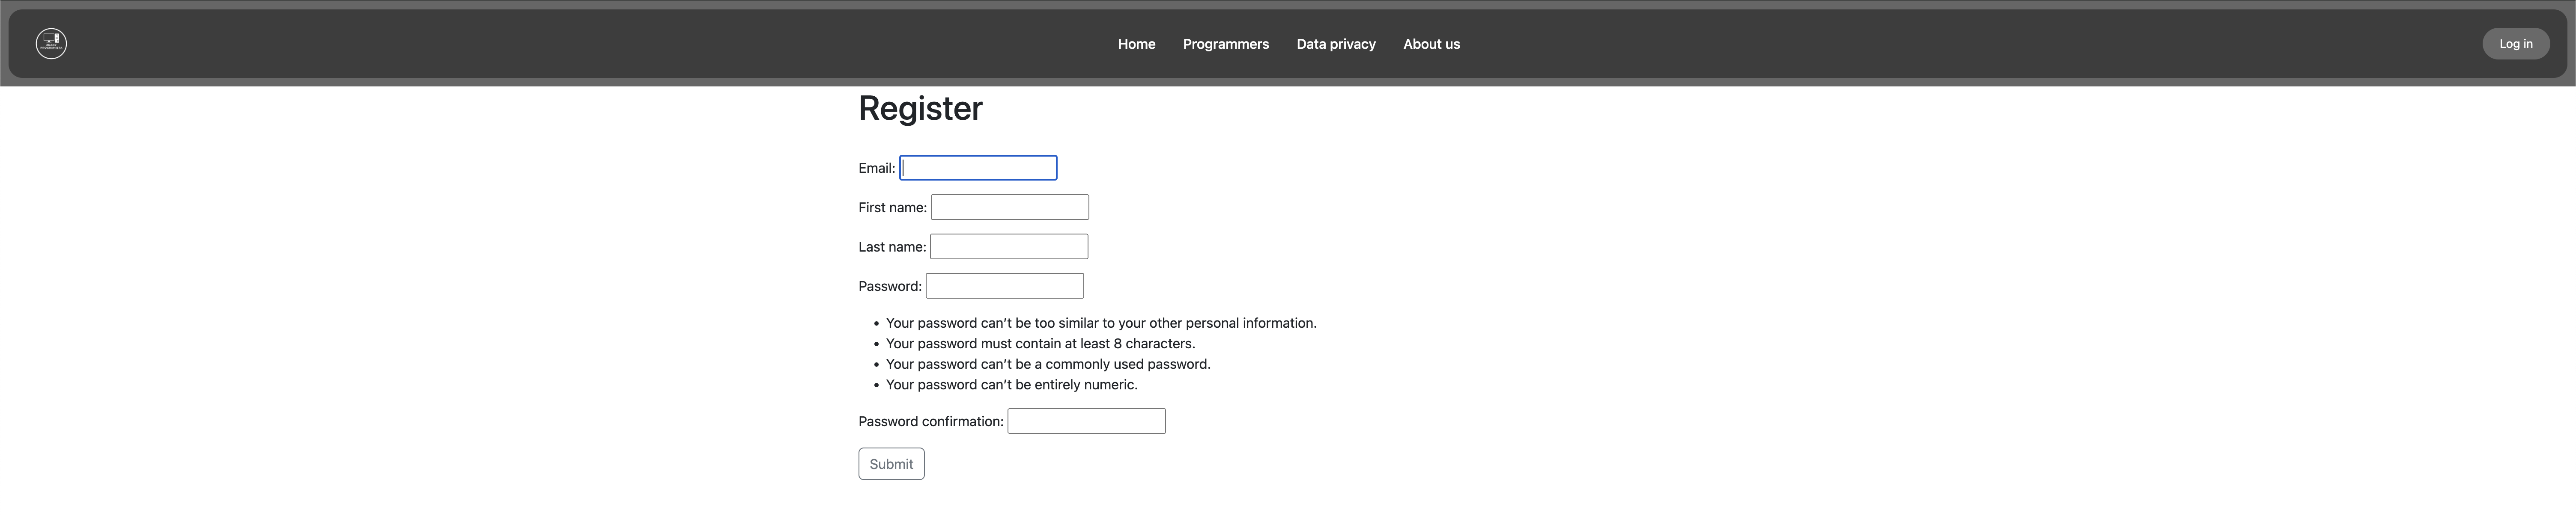 Home Programmers Data privacy About us Log in
Register
Email:
First name:
Last name:
Password:
• Your password can’t be too similar to your other personal information.
• Your password must contain at least 8 characters.
• Your password can’t be a commonly used password.
• Your password can’t be entirely numeric.
Password confirmation:
Submit